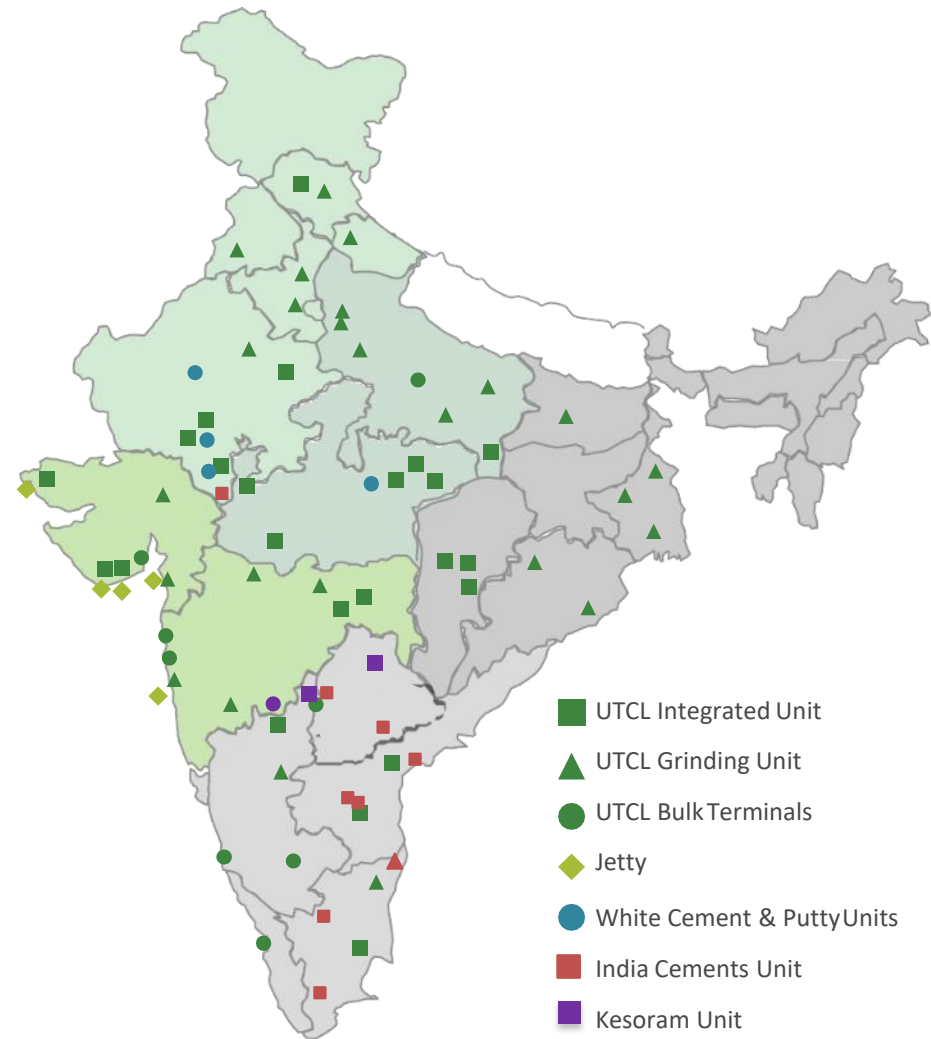 UTCL Integrated Unit
UTCL Grinding Unit
UTCL Bulk Terminals
Jetty
White Cement & Putty Units
India Cements Unit
Kesoram Unit